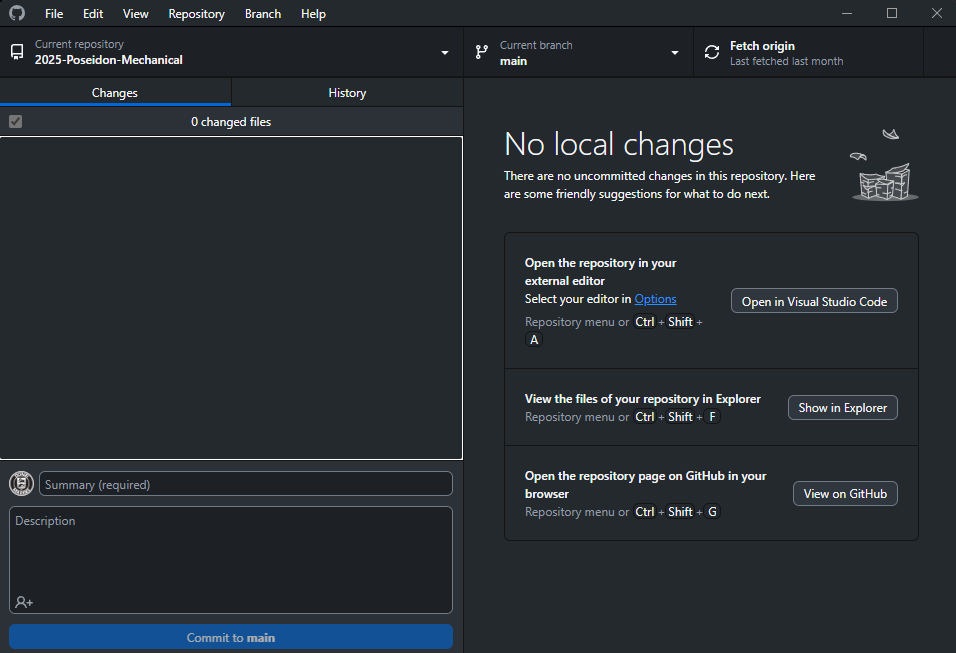 File Edit View Repository Branch Help
Current repository
2025-Poseidon-Mechanical
Current branch
main
Fetch origin
Last fetched last month
Changes
History
0 changed files
No local changes
There are no uncommitted changes in this repository. Here
are some friendly suggestions for what to do next.
Open the repository in your
external editor
Select your editor in Options
Repository menu or Ctrl + Shift +
A
Open in Visual Studio Code
View the files of your repository in Explorer
Repository menu or Ctrl + Shift + F
Show in Explorer
Open the repository page on GitHub in your
browser
Repository menu or Ctrl + Shift + G
View on GitHub
Summary (required)
Description
Commit to main